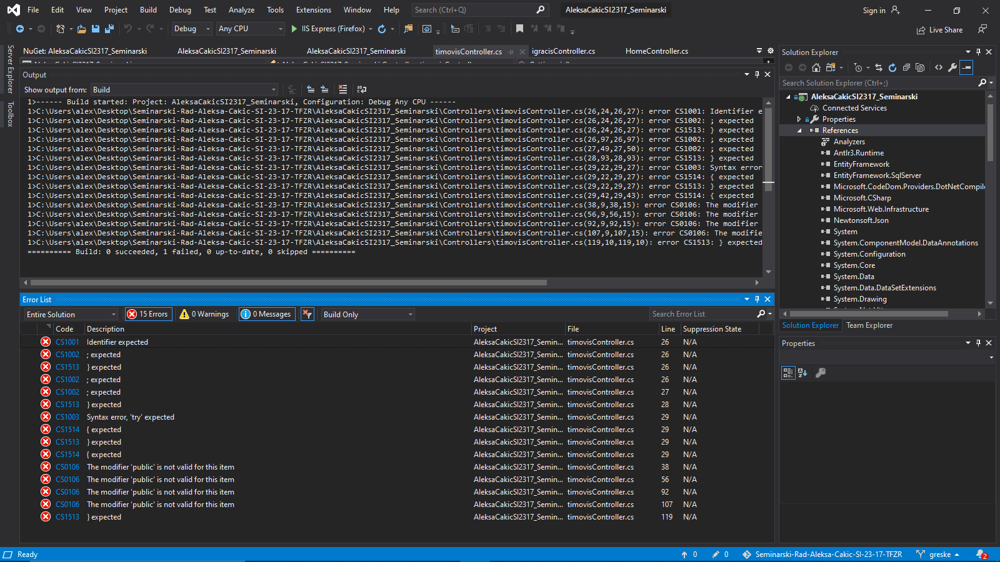 File Edit View Project Build Debug Test Analyze Tools Extensions Window Help Search (Ctrl+Q) AleksaCakicSI2317_Seminarski Sign in
Debug Any CPU IIS Express (Firefox) Live Share
Server Explorer
Toolbox
NuGet: AleksaCakicSI2317_Seminarski AleksaCakicSI2317_Seminarski AleksaCakicSI2317_Seminarski timovisController.cs igracisController.cs HomeController.cs
Output
Show output from: Build
1>------ Build started: Project: AleksaCakicSI2317_Seminarski, Configuration: Debug Any CPU ------
1>C:\Users\alex\Desktop\Seminarski-Rad-Aleksa-Cakic-SI-23-17-TFZR\AleksaCakicSI2317_Seminarski\Controllers\timovisController.cs(26,24,26,27): error CS1001: Identifier e
1>C:\Users\alex\Desktop\Seminarski-Rad-Aleksa-Cakic-SI-23-17-TFZR\AleksaCakicSI2317_Seminarski\Controllers\timovisController.cs(26,24,26,27): error CS1002: ; expected
1>C:\Users\alex\Desktop\Seminarski-Rad-Aleksa-Cakic-SI-23-17-TFZR\AleksaCakicSI2317_Seminarski\Controllers\timovisController.cs(26,24,26,27): error CS1513: } expected
1>C:\Users\alex\Desktop\Seminarski-Rad-Aleksa-Cakic-SI-23-17-TFZR\AleksaCakicSI2317_Seminarski\Controllers\timovisController.cs(26,97,26,97): error CS1002: ; expected
1>C:\Users\alex\Desktop\Seminarski-Rad-Aleksa-Cakic-SI-23-17-TFZR\AleksaCakicSI2317_Seminarski\Controllers\timovisController.cs(27,49,27,50): error CS1002: ; expected
1>C:\Users\alex\Desktop\Seminarski-Rad-Aleksa-Cakic-SI-23-17-TFZR\AleksaCakicSI2317_Seminarski\Controllers\timovisController.cs(28,93,28,93): error CS1513: } expected
1>C:\Users\alex\Desktop\Seminarski-Rad-Aleksa-Cakic-SI-23-17-TFZR\AleksaCakicSI2317_Seminarski\Controllers\timovisController.cs(29,22,29,27): error CS1003: Syntax error
1>C:\Users\alex\Desktop\Seminarski-Rad-Aleksa-Cakic-SI-23-17-TFZR\AleksaCakicSI2317_Seminarski\Controllers\timovisController.cs(29,22,29,27): error CS1514: { expected
1>C:\Users\alex\Desktop\Seminarski-Rad-Aleksa-Cakic-SI-23-17-TFZR\AleksaCakicSI2317_Seminarski\Controllers\timovisController.cs(29,22,29,27): error CS1513: } expected
1>C:\Users\alex\Desktop\Seminarski-Rad-Aleksa-Cakic-SI-23-17-TFZR\AleksaCakicSI2317_Seminarski\Controllers\timovisController.cs(29,42,29,43): error CS1514: { expected
1>C:\Users\alex\Desktop\Seminarski-Rad-Aleksa-Cakic-SI-23-17-TFZR\AleksaCakicSI2317_Seminarski\Controllers\timovisController.cs(38,9,38,15): error CS0106: The modifier
1>C:\Users\alex\Desktop\Seminarski-Rad-Aleksa-Cakic-SI-23-17-TFZR\AleksaCakicSI2317_Seminarski\Controllers\timovisController.cs(56,9,56,15): error CS0106: The modifier
1>C:\Users\alex\Desktop\Seminarski-Rad-Aleksa-Cakic-SI-23-17-TFZR\AleksaCakicSI2317_Seminarski\Controllers\timovisController.cs(92,9,92,15): error CS0106: The modifier
1>C:\Users\alex\Desktop\Seminarski-Rad-Aleksa-Cakic-SI-23-17-TFZR\AleksaCakicSI2317_Seminarski\Controllers\timovisController.cs(107,9,107,15): error CS0106: The modifie
1>C:\Users\alex\Desktop\Seminarski-Rad-Aleksa-Cakic-SI-23-17-TFZR\AleksaCakicSI2317_Seminarski\Controllers\timovisController.cs(119,10,119,10): error CS1513: } expected
========== Build: 0 succeeded, 1 failed, 0 up-to-date, 0 skipped ==========
Error List
Entire Solution 15 Errors 0 Warnings 0 Messages Build Only Search Error List
Code Description Project File Line Suppression State
CS1001 Identifier expected AleksaCakicSI2317_Semin... timovisController.cs 26 N/A
CS1002 ; expected AleksaCakicSI2317_Semin... timovisController.cs 26 N/A
CS1513 } expected AleksaCakicSI2317_Semin... timovisController.cs 26 N/A
CS1002 ; expected AleksaCakicSI2317_Semin... timovisController.cs 26 N/A
CS1002 ; expected AleksaCakicSI2317_Semin... timovisController.cs 27 N/A
CS1513 } expected AleksaCakicSI2317_Semin... timovisController.cs 28 N/A
CS1003 Syntax error, 'try' expected AleksaCakicSI2317_Semin... timovisController.cs 29 N/A
CS1514 { expected AleksaCakicSI2317_Semin... timovisController.cs 29 N/A
CS1513 } expected AleksaCakicSI2317_Semin... timovisController.cs 29 N/A
CS1514 { expected AleksaCakicSI2317_Semin... timovisController.cs 29 N/A
CS0106 The modifier 'public' is not valid for this item AleksaCakicSI2317_Semin... timovisController.cs 38 N/A
CS0106 The modifier 'public' is not valid for this item AleksaCakicSI2317_Semin... timovisController.cs 56 N/A
CS0106 The modifier 'public' is not valid for this item AleksaCakicSI2317_Semin... timovisController.cs 92 N/A
CS0106 The modifier 'public' is not valid for this item AleksaCakicSI2317_Semin... timovisController.cs 107 N/A
CS1513 } expected AleksaCakicSI2317_Semin... timovisController.cs 119 N/A
Solution Explorer
Search Solution Explorer (Ctrl+;)
AleksaCakicSI2317_Seminarski
Connected Services
Properties
References
Analyzers
Antlr3.Runtime
EntityFramework
EntityFramework.SqlServer
Microsoft.CodeDom.Providers.DotNetCompile
Microsoft.CSharp
Microsoft.Web.Infrastructure
Newtonsoft.Json
System
System.ComponentModel.DataAnnotations
System.Configuration
System.Core
System.Data
System.Data.DataSetExtensions
System.Drawing
Solution Explorer Team Explorer
Properties
Ready 0 0 Seminarski-Rad-Aleksa-Cakic-SI-23-17-TFZR greske 2